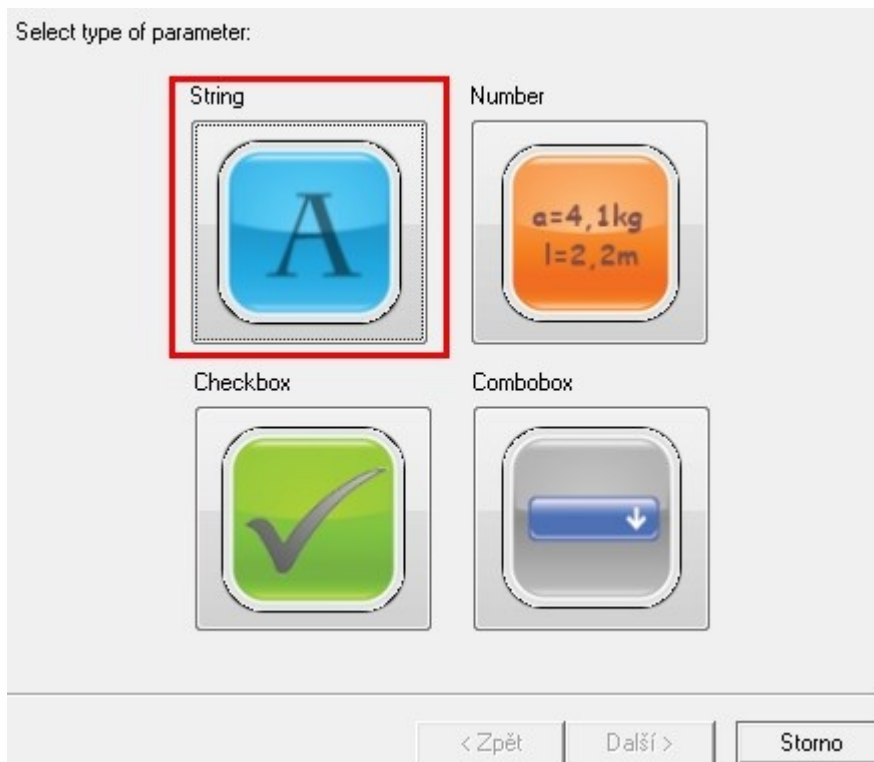 Select type of parameter:
String
Number
A
a=4,1kg
l=2,2m
Checkbox
Combobox
< Zpět
Další >
Storno